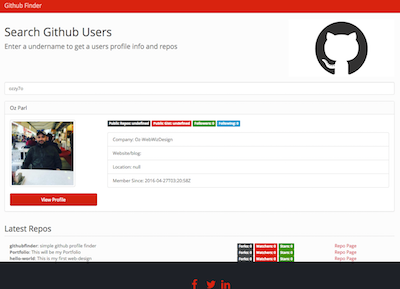 Github Finder
Search Github Users
Enter a undername to get a users profile info and repos
Oz Parl
Public Repos: undefined Public Gists: undefined Followers: 0 Following: 0
Company: Oz WebWizDesign
Website/blog:
Location: null
Member Since: 2016-04-27T03:20:58Z
View Profile
Latest Repos
githubfinder: simple github profile finder Forks: 0 Watchers: 0 Stars: 0 Repo Page
Portfolio: This will be my Portfolio Forks: 0 Watchers: 0 Stars: 0 Repo Page
hello-world: This is my first web-design Forks: 0 Watchers: 0 Stars: 0 Repo Page